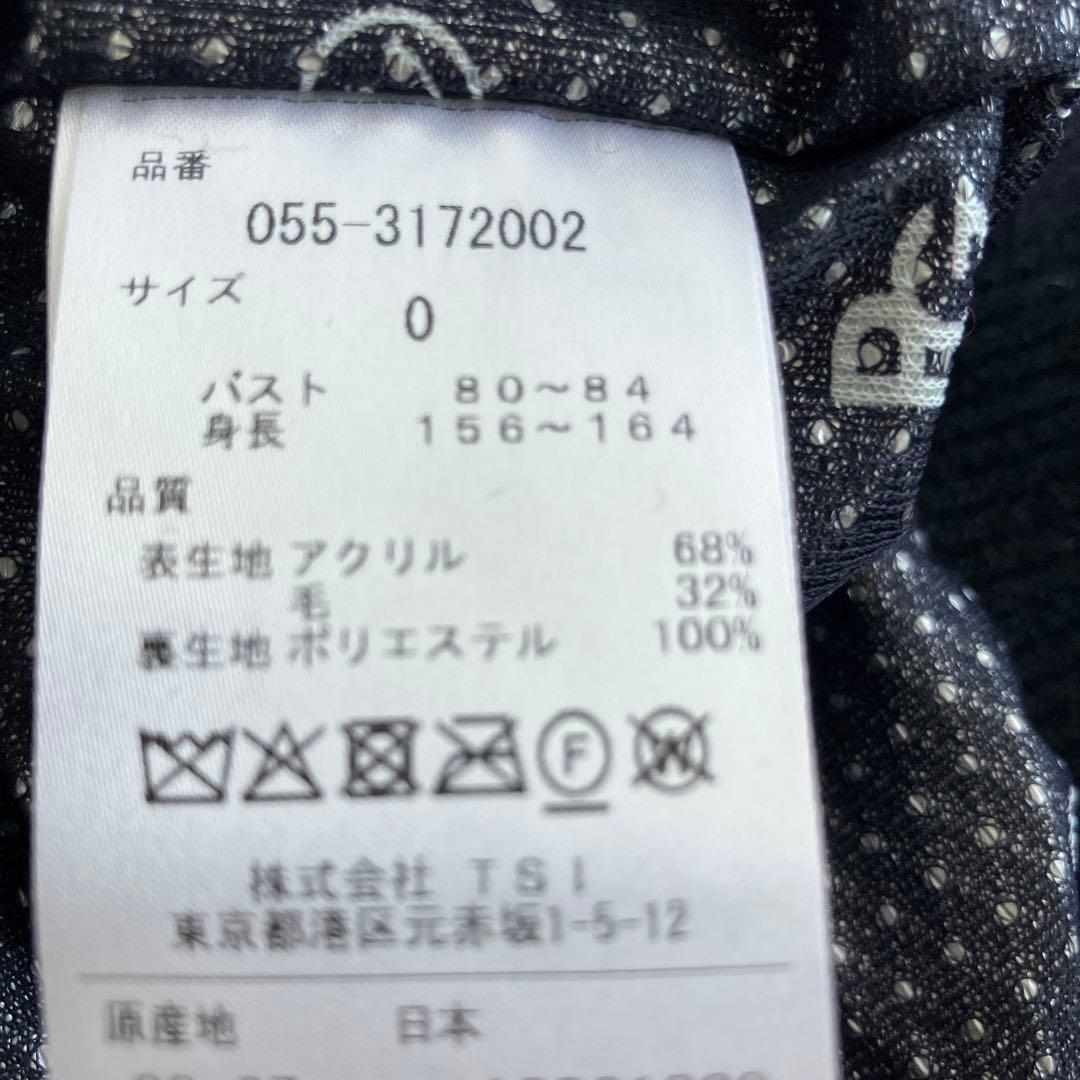 品番
055-3172002
サイズ
0
バスト 80～84
身長 156～164
品質
表生地 アクリル 68%
毛 32%
裏生地 ポリエステル 100%
F W
株式会社 TSI
東京都港区元赤坂1-5-12
原産地 日本